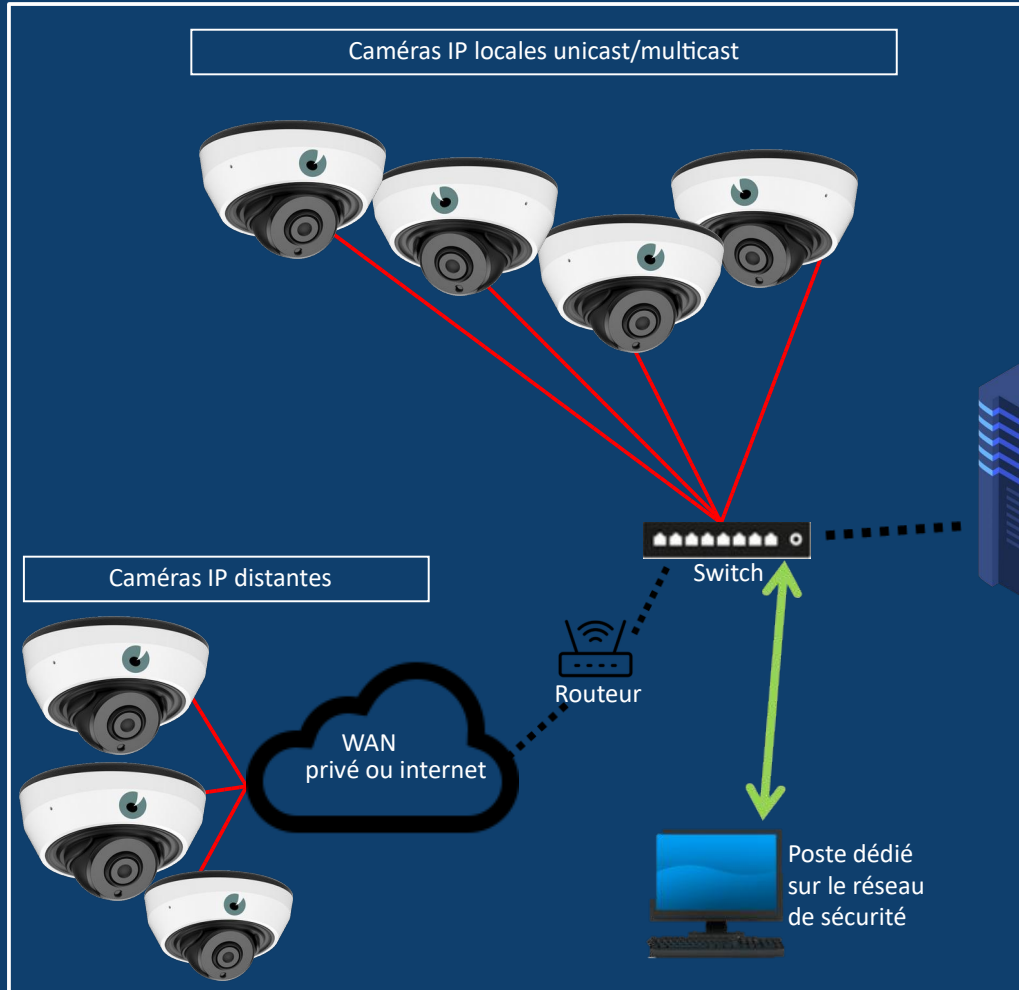 Caméras IP locales unicast/multicast
Switch
Caméras IP distantes
Routeur
WAN
privé ou internet
Poste dédié
sur le réseau
de sécurité